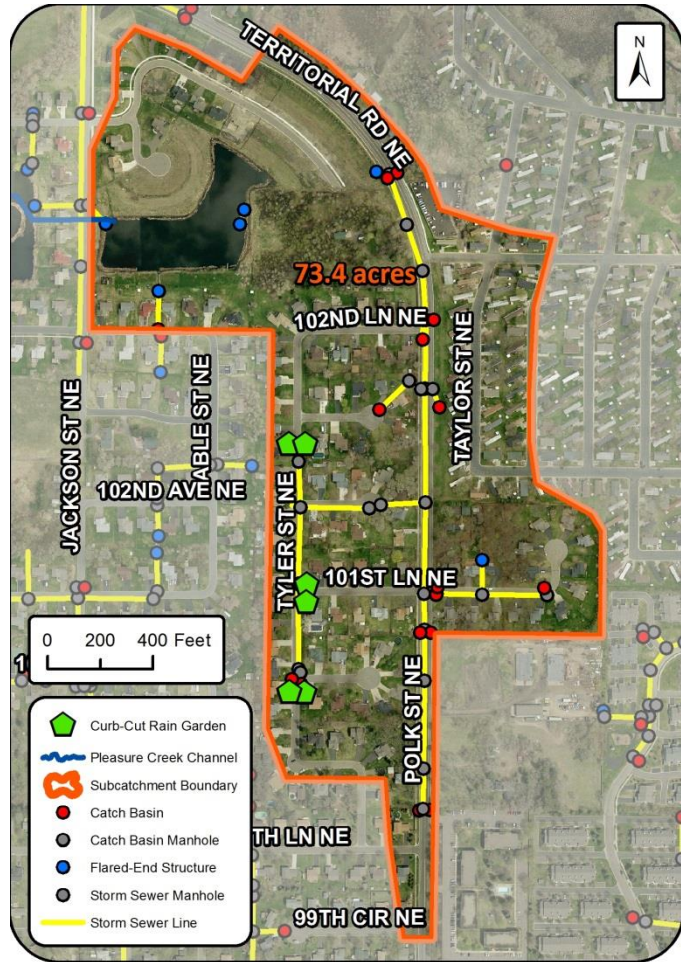 N
TERRITORIAL RD NE
73.4 acres
102ND LN NE
TAYLOR ST NE
JACKSON ST NE
ABLE ST NE
102ND AVE NE
TYLER ST NE
101ST LN NE
POLK ST NE
0 200 400 Feet
Curb-Cut Rain Garden
Pleasure Creek Channel
Subcatchment Boundary
Catch Basin
Catch Basin Manhole
Flared-End Structure
Storm Sewer Manhole
Storm Sewer Line
TH LN NE
99TH CIR NE